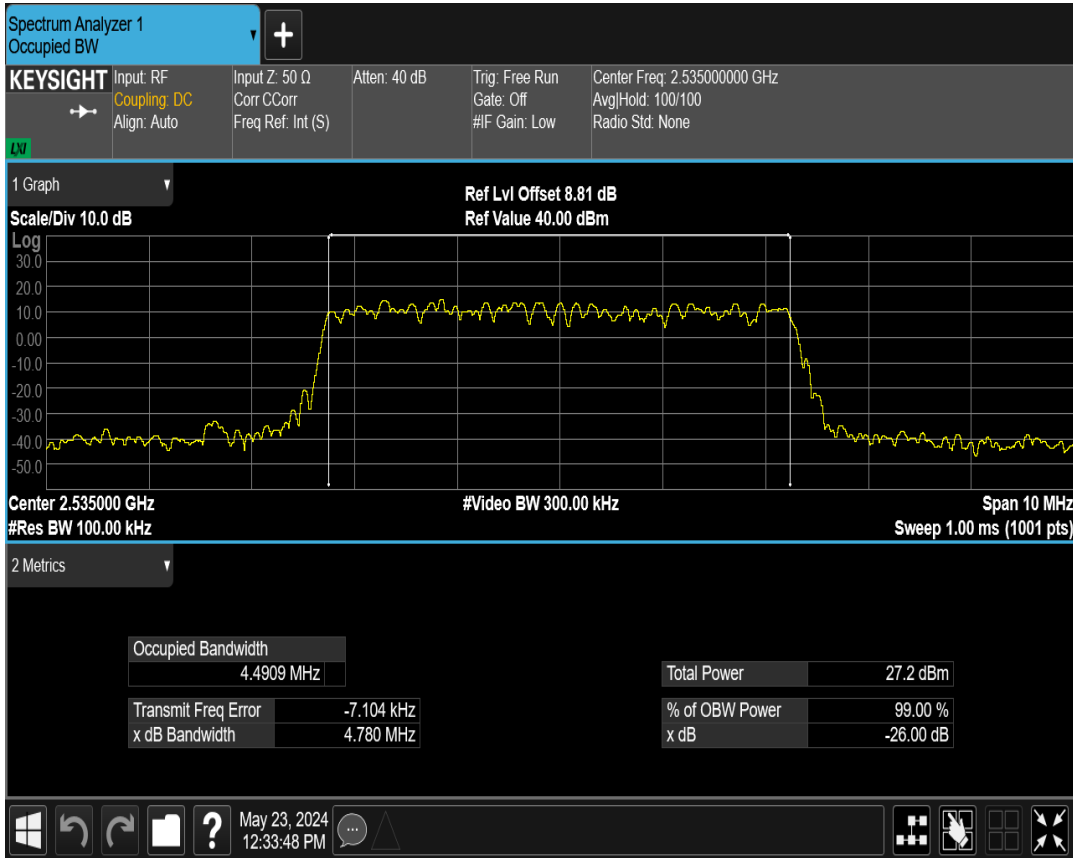 Spectrum Analyzer 1
Occupied BW
KEYSIGHT
LXI
Input: RF
Coupling: DC
Align: Auto
Input Z: 50 Ω
Corr CCorr
Freq Ref: Int (S)
Atten: 40 dB
Trig: Free Run
Gate: Off
#IF Gain: Low
Center Freq: 2.535000000 GHz
Avg|Hold: 100/100
Radio Std: None
1 Graph
Scale/Div 10.0 dB
Ref Lvl Offset 8.81 dB
Ref Value 40.00 dBm
Log
30.0
20.0
10.0
0.00
-10.0
-20.0
-30.0
-40.0
-50.0
Center 2.535000 GHz
#Res BW 100.00 kHz
#Video BW 300.00 kHz
Span 10 MHz
Sweep 1.00 ms (1001 pts)
2 Metrics
Occupied Bandwidth
4.4909 MHz
Transmit Freq Error -7.104 kHz
x dB Bandwidth 4.780 MHz
Total Power 27.2 dBm
% of OBW Power 99.00 %
x dB -26.00 dB
?
May 23, 2024
12:33:48 PM